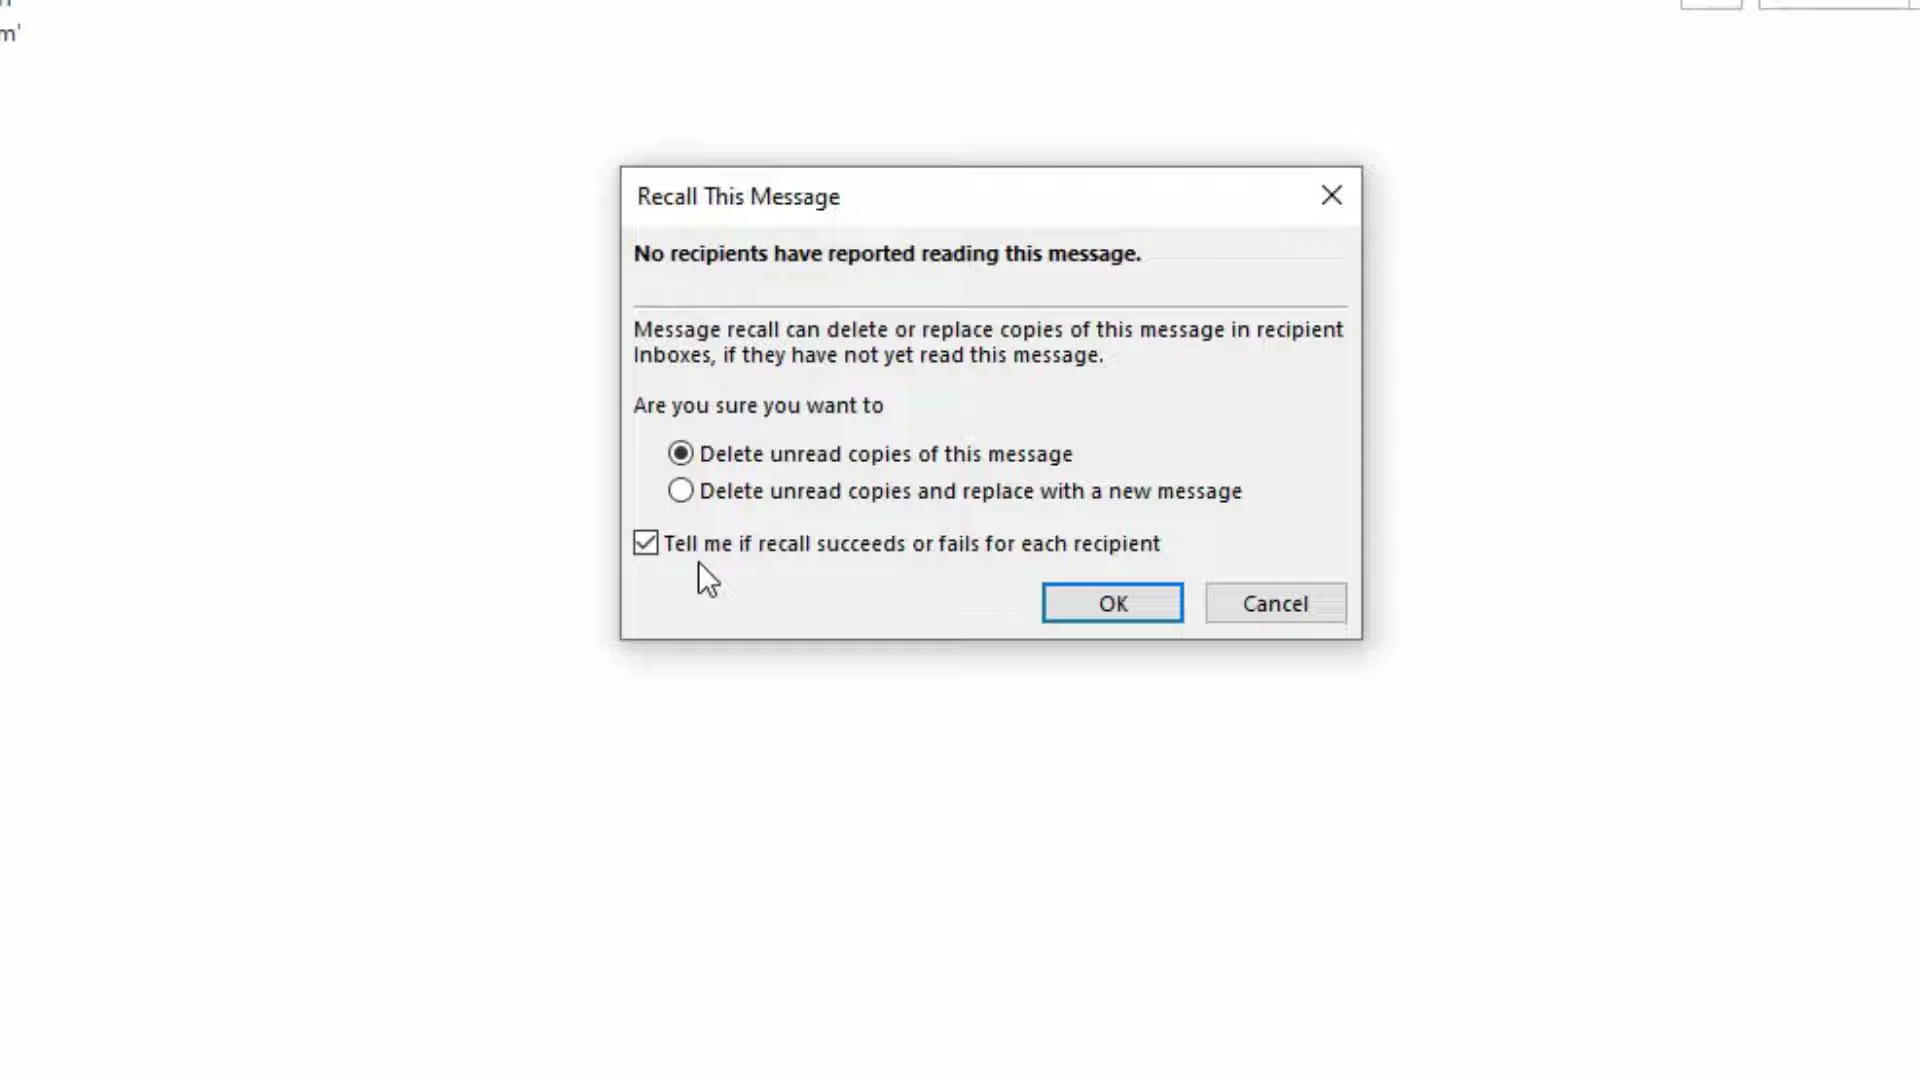 m'
Recall This Message
No recipients have reported reading this message.
Message recall can delete or replace copies of this message in recipient
Inboxes, if they have not yet read this message.
Are you sure you want to
Delete unread copies of this message
Delete unread copies and replace with a new message
Tell me if recall succeeds or fails for each recipient
OK
Cancel